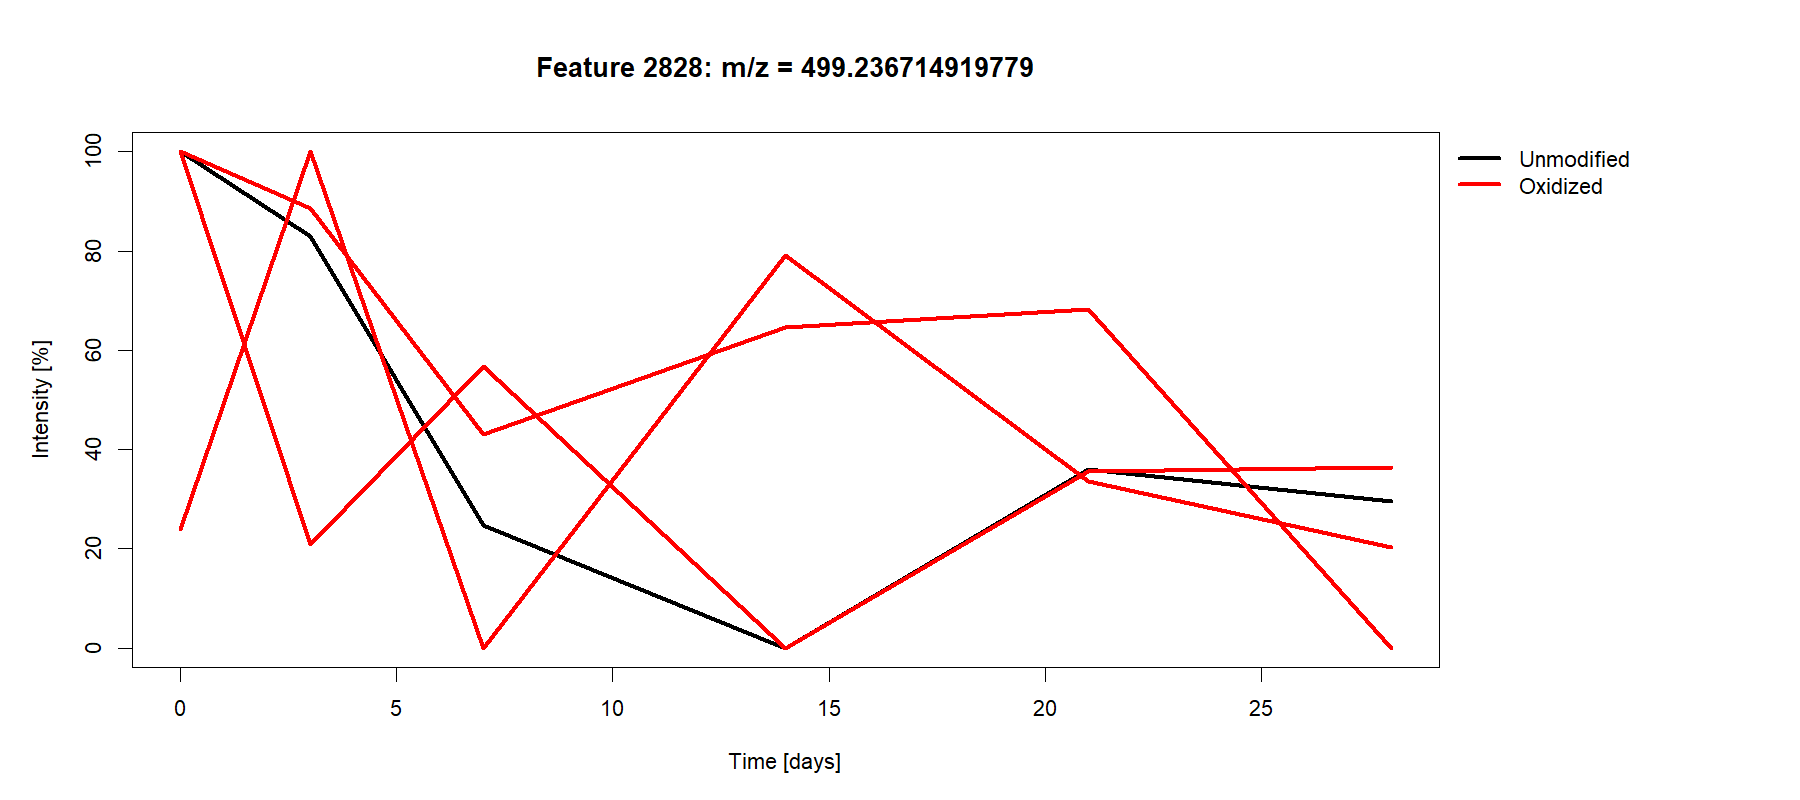 Feature 2828: m/z = 499.236714919779
Unmodified
Oxidized
100
80
60
40
20
0
Intensity [%]
0 5 10 15 20 25
Time [days]